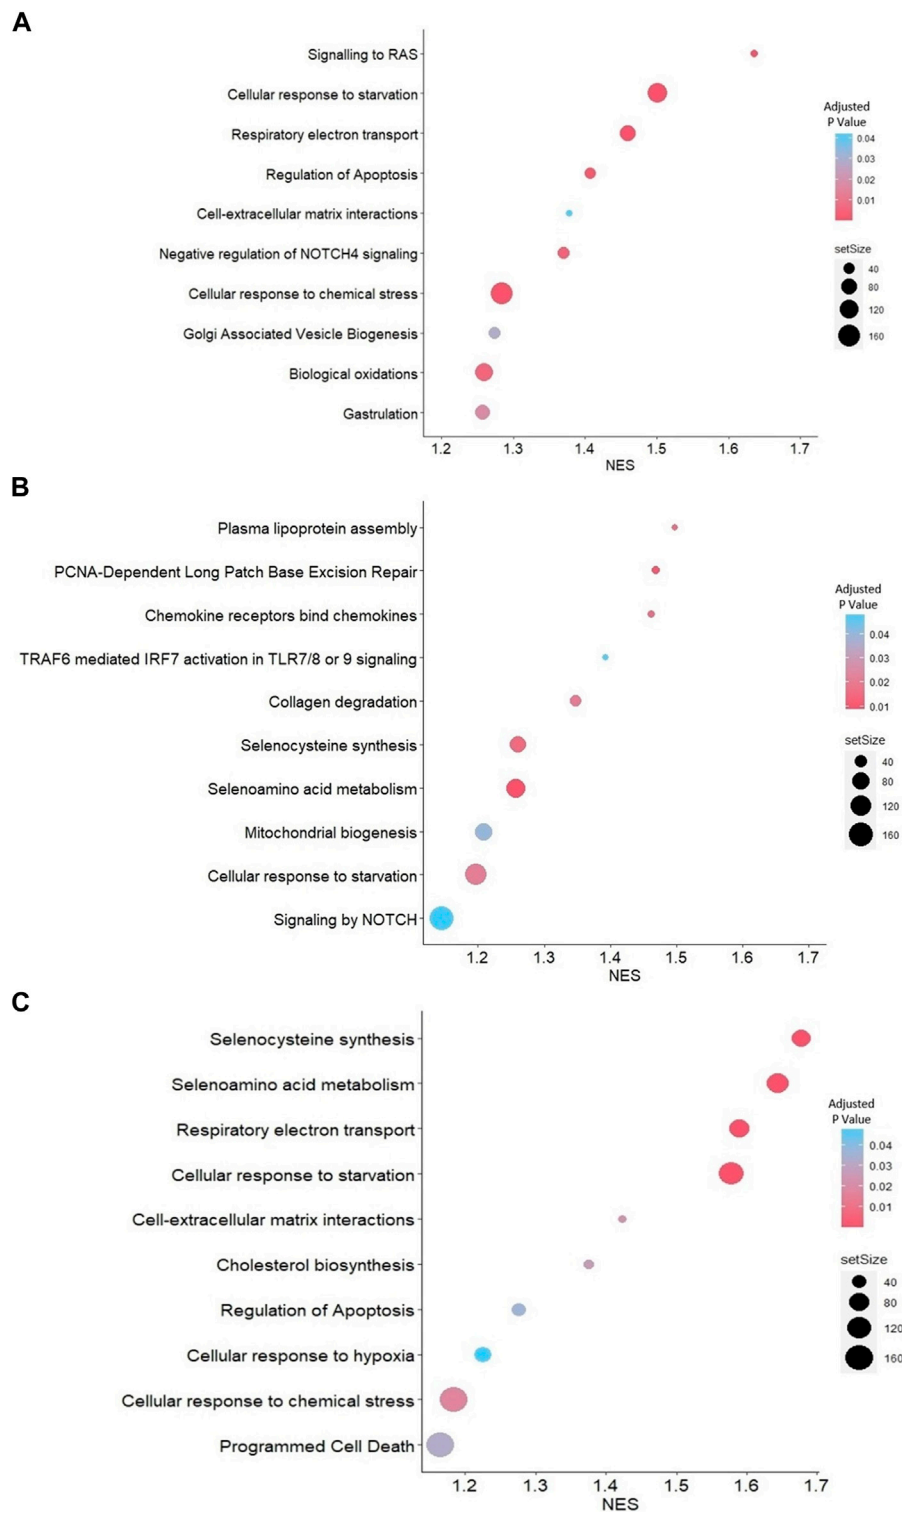 A
Signalling to RAS
Cellular response to starvation
Respiratory electron transport
Regulation of Apoptosis
Cell-extracellular matrix interactions
Negative regulation of NOTCH4 signaling
Cellular response to chemical stress
Golgi Associated Vesicle Biogenesis
Biological oxidations
Gastrulation
1.2 1.3 1.4 1.5 1.6 1.7
NES
Adjusted
P Value
0.04
0.03
0.02
0.01
setSize
40
80
120
160
B
Plasma lipoprotein assembly
PCNA-Dependent Long Patch Base Excision Repair
Chemokine receptors bind chemokines
TRAF6 mediated IRF7 activation in TLR7/8 or 9 signaling
Collagen degradation
Selenocysteine synthesis
Selenoamino acid metabolism
Mitochondrial biogenesis
Cellular response to starvation
Signaling by NOTCH
1.2 1.3 1.4 1.5 1.6 1.7
NES
Adjusted
P Value
0.04
0.03
0.02
0.01
setSize
40
80
120
160
C
Selenocysteine synthesis
Selenoamino acid metabolism
Respiratory electron transport
Cellular response to starvation
Cell-extracellular matrix interactions
Cholesterol biosynthesis
Regulation of Apoptosis
Cellular response to hypoxia
Cellular response to chemical stress
Programmed Cell Death
1.2 1.3 1.4 1.5 1.6 1.7
NES
Adjusted
P Value
0.04
0.03
0.02
0.01
setSize
40
80
120
160